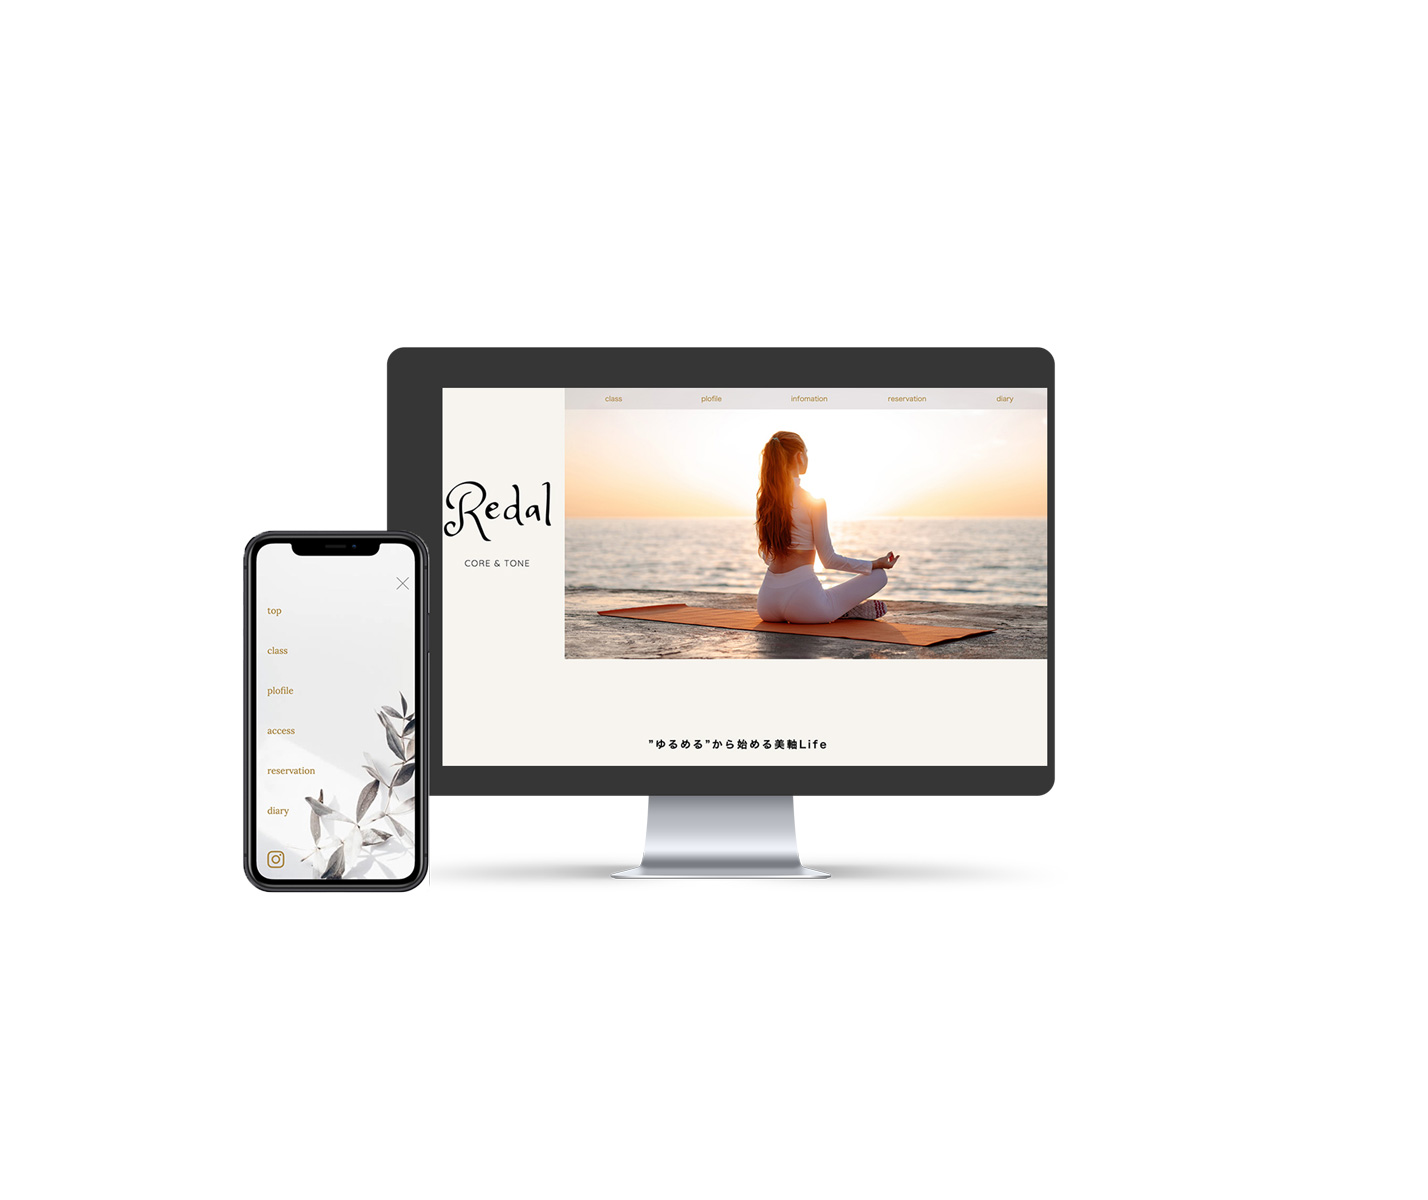 class plofile infomation reservation diary
Redal
CORE & TONE
”ゆるめる”から始める美軸Life
top
class
plofile
access
reservation
diary